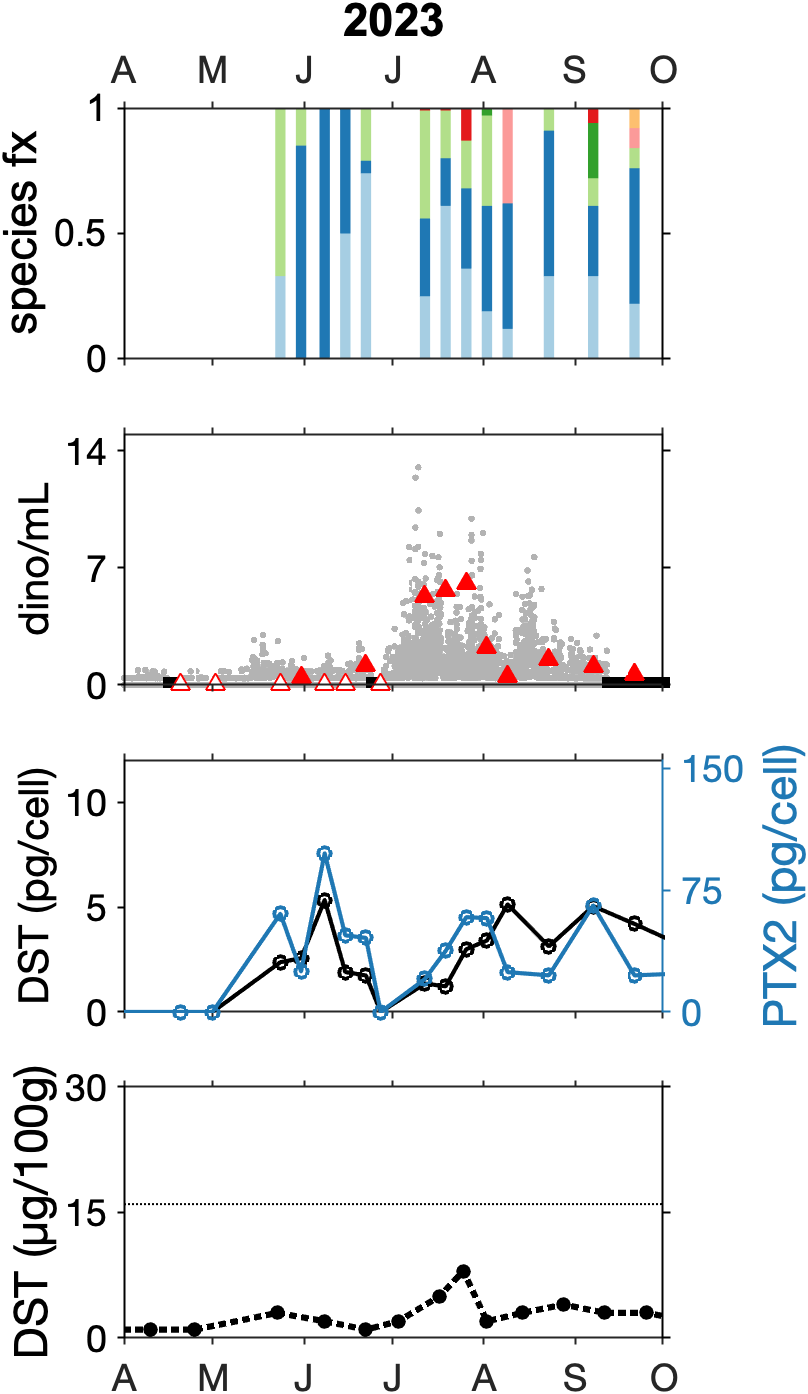 2023
A M J J A S O
species fx
1
0.5
0
dino/mL
14
7
0
DST (pg/cell)
10
5
0
150
75
0
PTX2 (pg/cell)
DST (µg/100g)
30
15
0
A M J J A S O